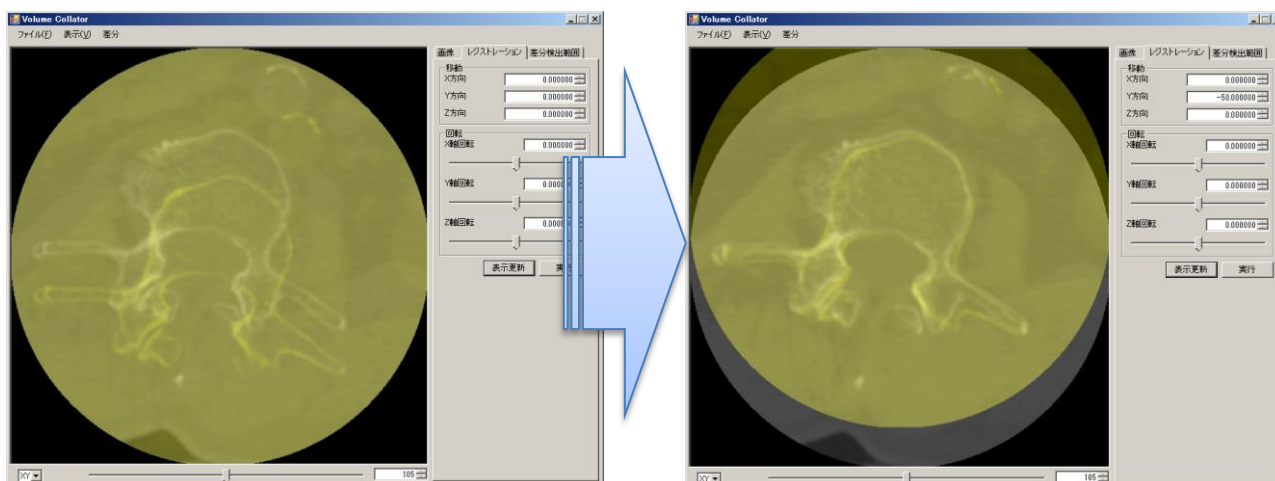 Volume Collator
ファイル(F) 表示(V) 差分
画像 レジストレーション 差分検出範囲
移動
X方向 0.000000
Y方向 0.000000
Z方向 0.000000
回転
X軸回転 0.000000
Y軸回転 0.000
Z軸回転 0.000
表示更新
XY 185
Volume Collator
ファイル(F) 表示(V) 差分
画像 レジストレーション 差分検出範囲
移動
X方向 0.000000
Y方向 -50.000000
Z方向 0.000000
回転
X軸回転 0.000000
Y軸回転 0.000000
Z軸回転 0.000000
表示更新 実行
XY 185